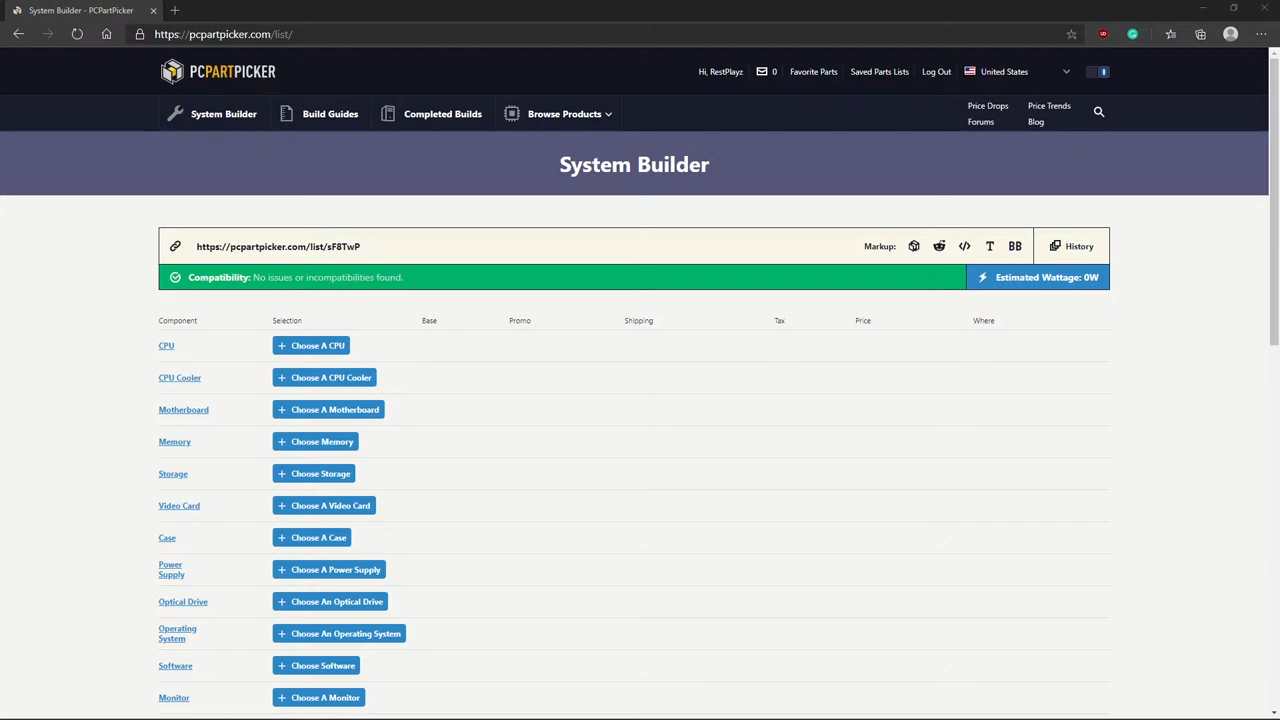 System Builder - PCPartPicker
https://pcpartpicker.com/list/
PCPARTPICKER
Hi, RestPlayz
0
Favorite Parts
Saved Parts Lists
Log Out
United States
System Builder
Build Guides
Completed Builds
Browse Products
Price Drops
Price Trends
Forums
Blog
System Builder
https://pcpartpicker.com/list/sF8TwP
Markup:
T
BB
History
Compatibility: No issues or incompatibilities found.
Estimated Wattage: 0W
Component Selection Base Promo Shipping Tax Price Where
CPU
+ Choose A CPU
CPU Cooler
+ Choose A CPU Cooler
Motherboard
+ Choose A Motherboard
Memory
+ Choose Memory
Storage
+ Choose Storage
Video Card
+ Choose A Video Card
Case
+ Choose A Case
Power
Supply
+ Choose A Power Supply
Optical Drive
+ Choose An Optical Drive
Operating
System
+ Choose An Operating System
Software
+ Choose Software
Monitor
+ Choose A Monitor